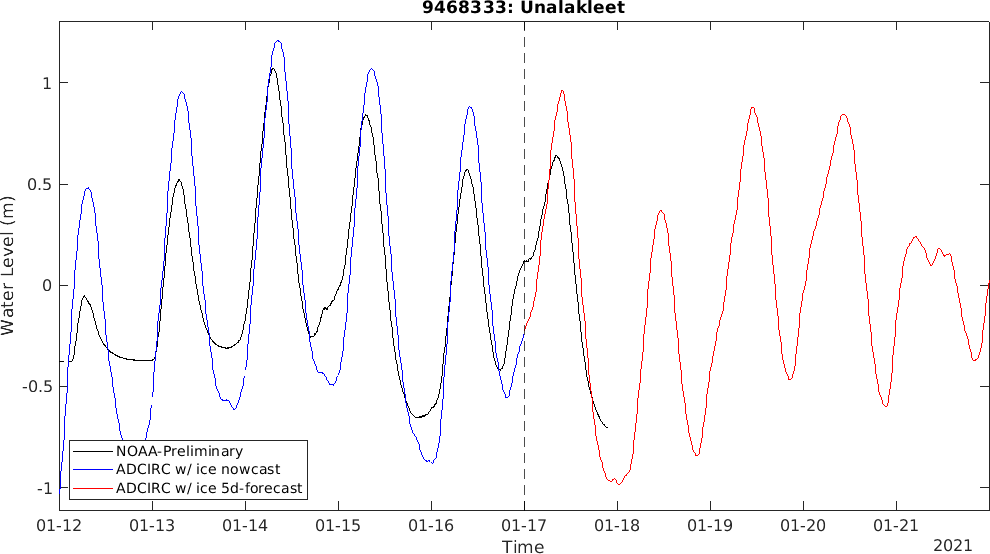 9468333: Unalakleet
Water Level (m)
1
0.5
0
-0.5
-1
NOAA-Preliminary
ADCIRC w/ ice nowcast
ADCIRC w/ ice 5d-forecast
01-12 01-13 01-14 01-15 01-16 01-17 01-18 01-19 01-20 01-21
Time
2021